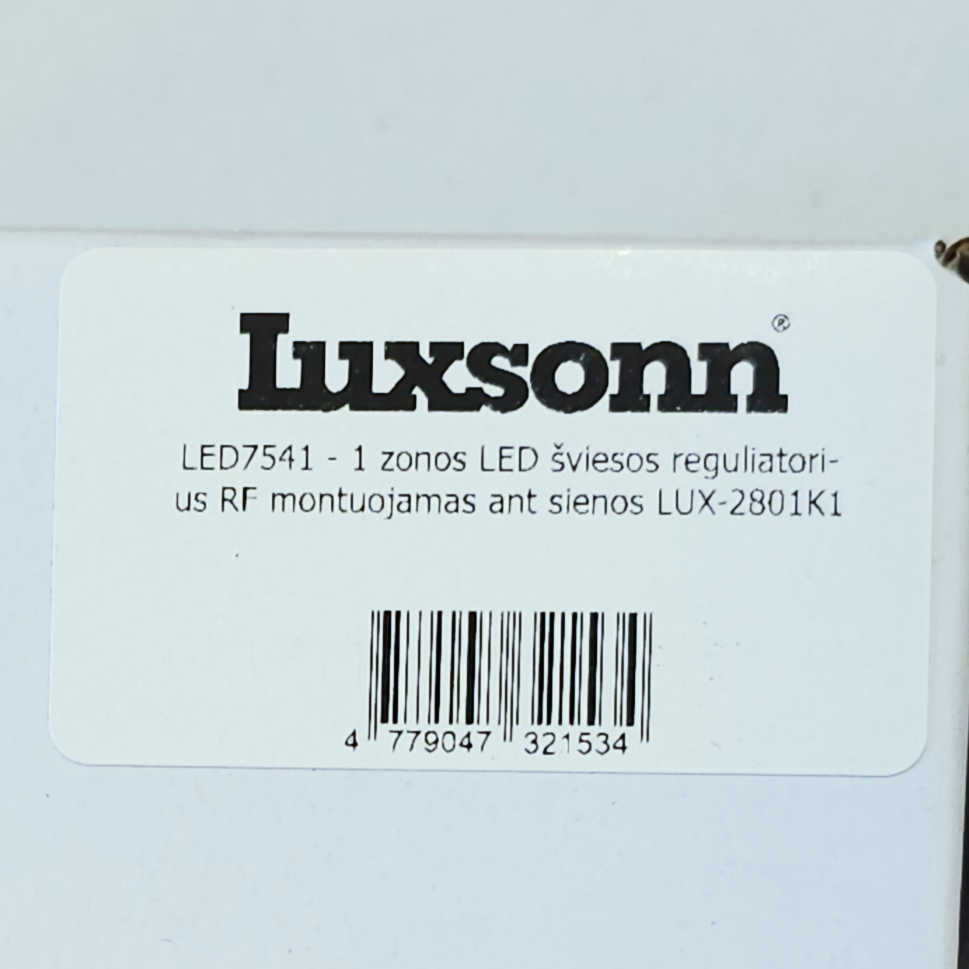 Luxsonn®
LED7541 - 1 zonos LED šviesos reguliatori-
us RF montuojamas ant sienos LUX-2801K1
4 779047 321534